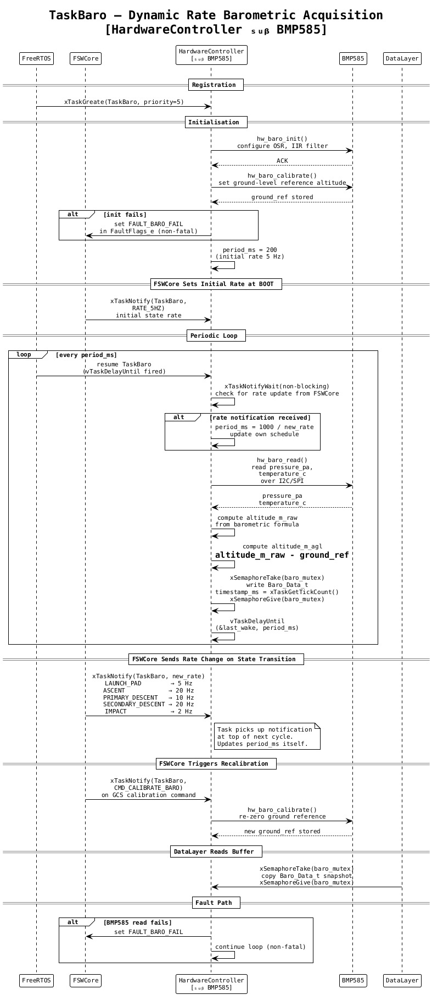 TaskBaro — Dynamic Rate Barometric Acquisition
[HardwareController ₛᵤᵦ BMP585]
FreeRTOS
FSWCore
HardwareController
[ₛᵤᵦ BMP585]
BMP585
DataLayer
Registration
xTaskCreate(TaskBaro, priority=5)
Initialisation
hw_baro_init()
configure OSR, IIR filter
ACK
hw_baro_calibrate()
set ground-level reference altitude
ground_ref stored
alt [init fails]
set FAULT_BARO_FAIL
in FaultFlags_e (non-fatal)
period_ms = 200
(initial rate 5 Hz)
FSWCore Sets Initial Rate at BOOT
xTaskNotify(TaskBaro,
RATE_5HZ)
initial state rate
Periodic Loop
loop [every period_ms]
resume TaskBaro
(vTaskDelayUntil fired)
xTaskNotifyWait(non-blocking)
check for rate update from FSWCore
alt [rate notification received]
period_ms = 1000 / new_rate
update own schedule
hw_baro_read()
read pressure_pa,
temperature_c
over I2C/SPI
pressure_pa
temperature_c
compute altitude_m_raw
from barometric formula
compute altitude_m_agl
altitude_m_raw - ground_ref
xSemaphoreTake(baro_mutex)
write Baro_Data_t
timestamp_ms = xTaskGetTickCount()
xSemaphoreGive(baro_mutex)
vTaskDelayUntil
(&last_wake, period_ms)
FSWCore Sends Rate Change on State Transition
xTaskNotify(TaskBaro, new_rate)
LAUNCH_PAD → 5 Hz
ASCENT → 20 Hz
PRIMARY_DESCENT → 10 Hz
SECONDARY_DESCENT → 20 Hz
IMPACT → 2 Hz
Task picks up notification
at top of next cycle.
Updates period_ms itself.
FSWCore Triggers Recalibration
xTaskNotify(TaskBaro,
CMD_CALIBRATE_BARO)
on GCS calibration command
hw_baro_calibrate()
re-zero ground reference
new ground_ref stored
DataLayer Reads Buffer
xSemaphoreTake(baro_mutex)
copy Baro_Data_t snapshot
xSemaphoreGive(baro_mutex)
Fault Path
alt [BMP585 read fails]
set FAULT_BARO_FAIL
continue loop (non-fatal)
FreeRTOS
FSWCore
HardwareController
[ₛᵤᵦ BMP585]
BMP585
DataLayer